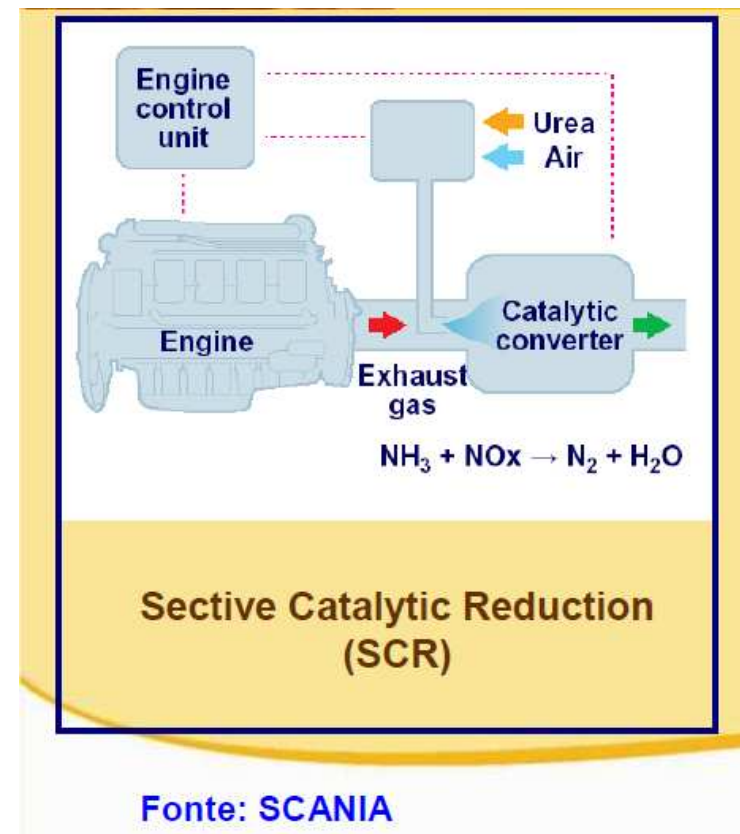 Engine
control
unit
Urea
Air
Engine
Catalytic
converter
Exhaust
gas
NH₃ + NOx → N₂ + H₂O
Sective Catalytic Reduction
(SCR)
Fonte: SCANIA